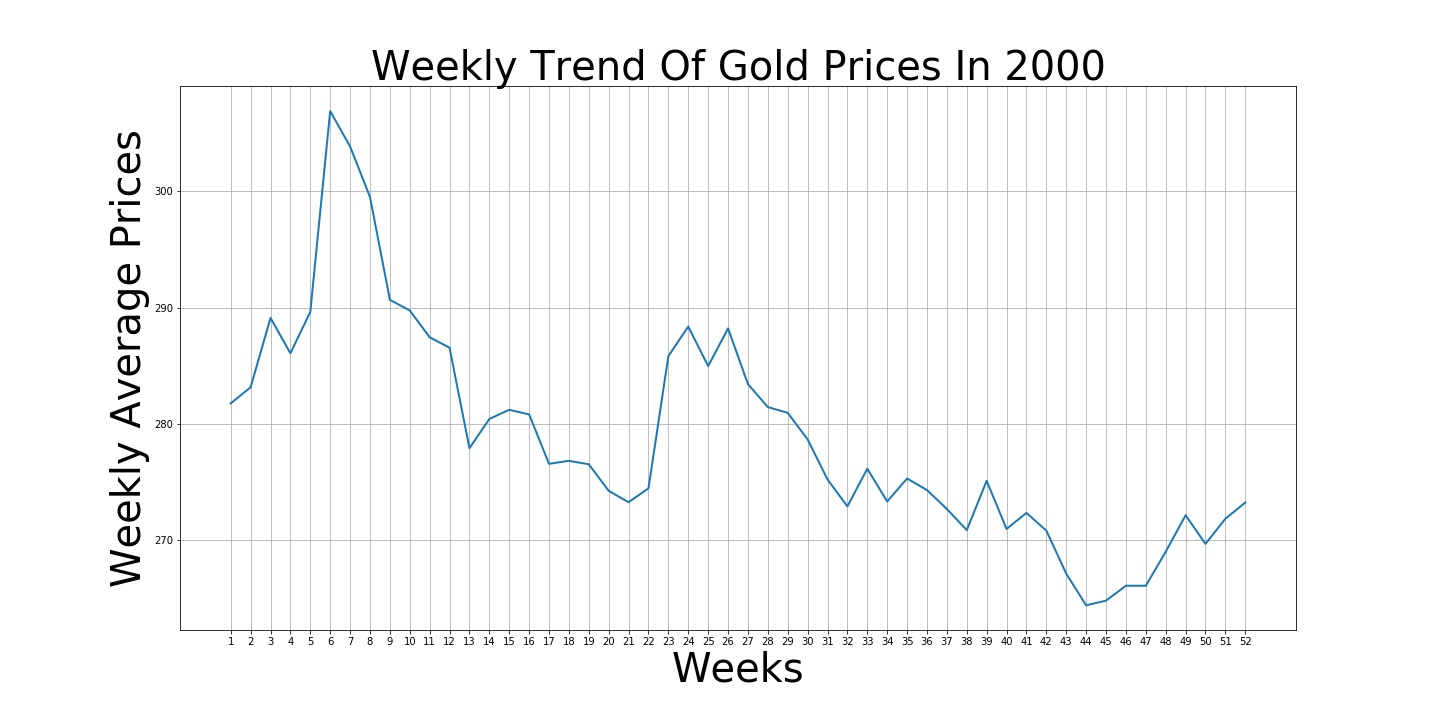 Weekly Trend Of Gold Prices In 2000
Weekly Average Prices
300
290
280
270
1 2 3 4 5 6 7 8 9 10 11 12 13 14 15 16 17 18 19 20 21 22 23 24 25 26 27 28 29 30 31 32 33 34 35 36 37 38 39 40 41 42 43 44 45 46 47 48 49 50 51 52
Weeks